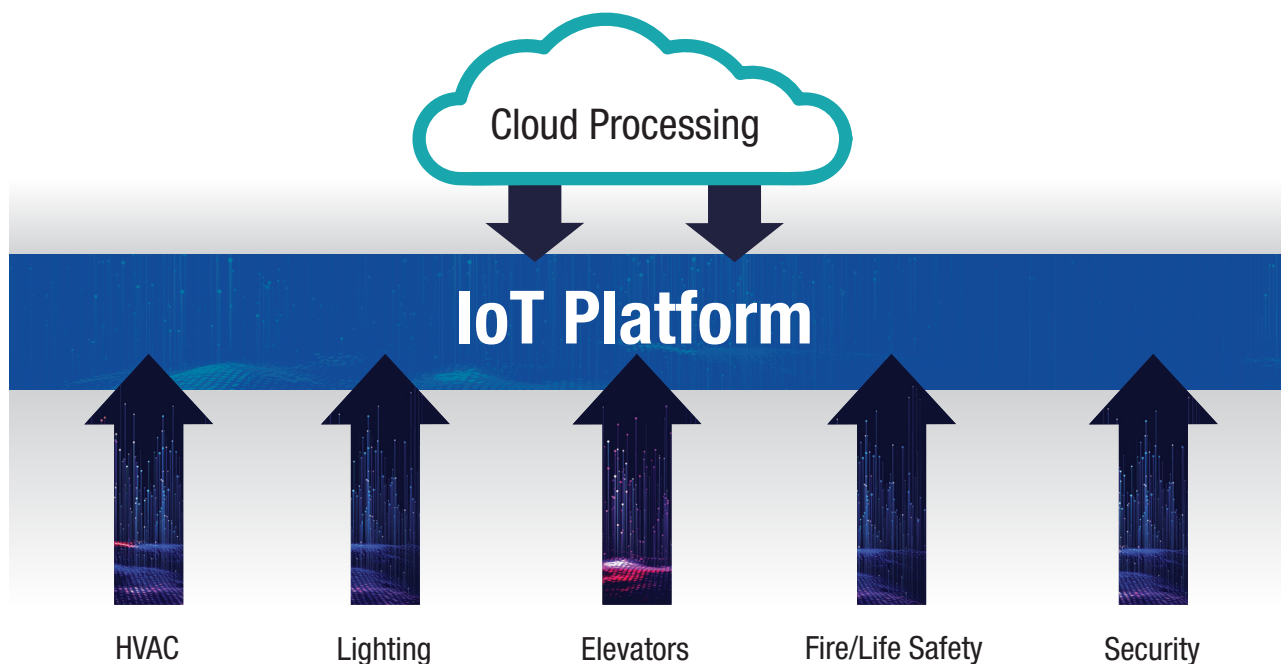 Cloud Processing
IoT Platform
HVAC
Lighting
Elevators
Fire/Life Safety
Security